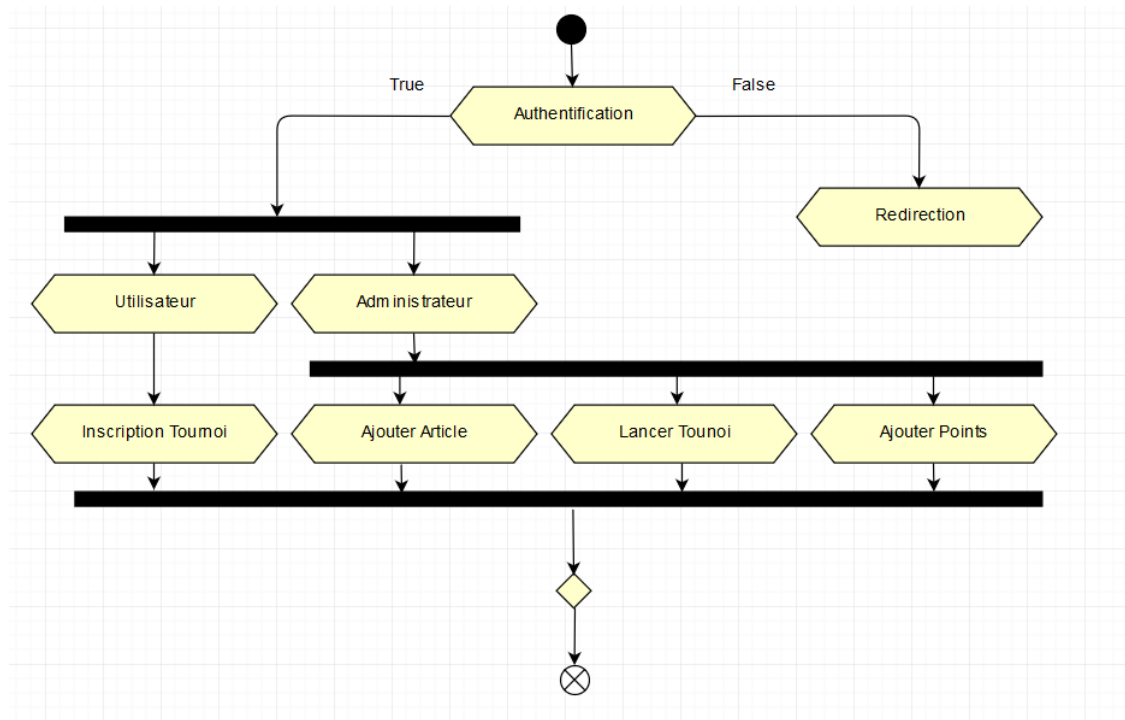 True
False
Authentification
Redirection
Utilisateur
Administrateur
Inscription Tournoi
Ajouter Article
Lancer Tounoi
Ajouter Points